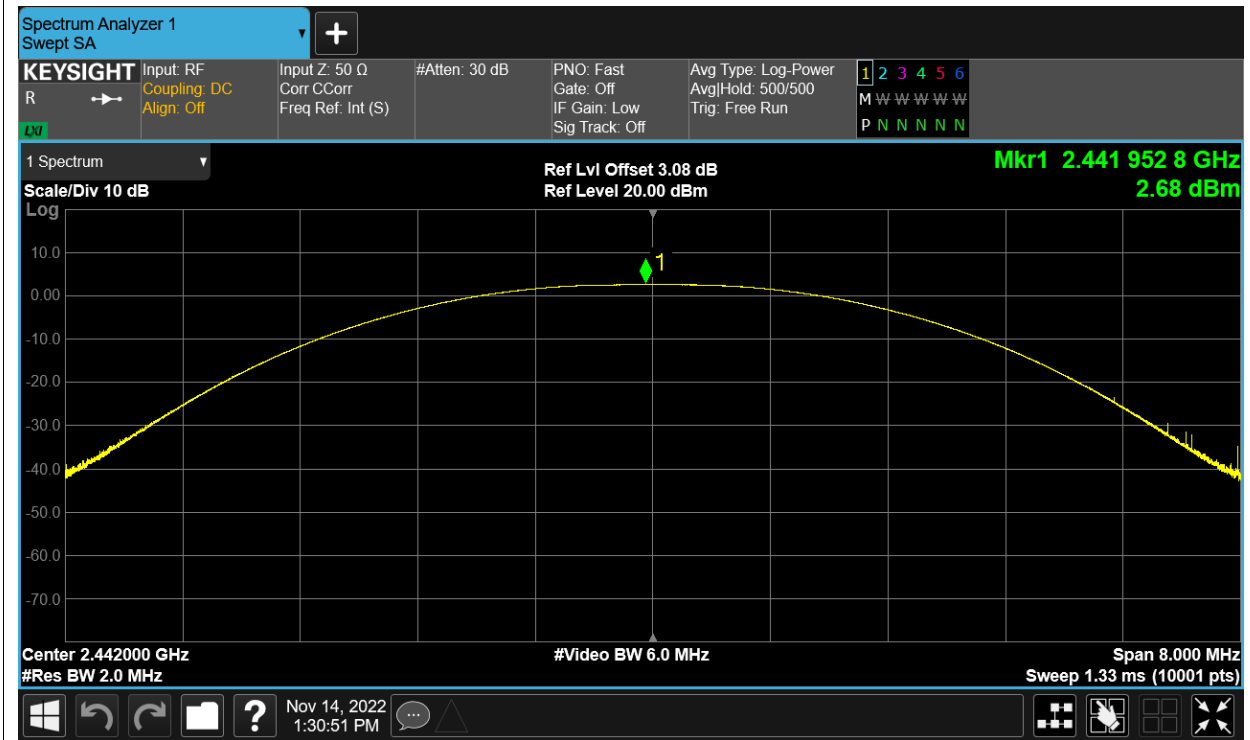 Spectrum Analyzer 1
Swept SA
KEYSIGHT
R
LXI
Input: RF
Coupling: DC
Align: Off
Input Z: 50 Ω
Corr CCorr
Freq Ref: Int (S)
#Atten: 30 dB
PNO: Fast
Gate: Off
IF Gain: Low
Sig Track: Off
Avg Type: Log-Power
Avg|Hold: 500/500
Trig: Free Run
1 2 3 4 5 6
M W W W W W
P N N N N N
1 Spectrum
Scale/Div 10 dB
Log
Ref Lvl Offset 3.08 dB
Ref Level 20.00 dBm
Mkr1 2.441 952 8 GHz
2.68 dBm
1
10.0
0.00
-10.0
-20.0
-30.0
-40.0
-50.0
-60.0
-70.0
Center 2.442000 GHz
#Res BW 2.0 MHz
#Video BW 6.0 MHz
Span 8.000 MHz
Sweep 1.33 ms (10001 pts)
?
Nov 14, 2022
1:30:51 PM